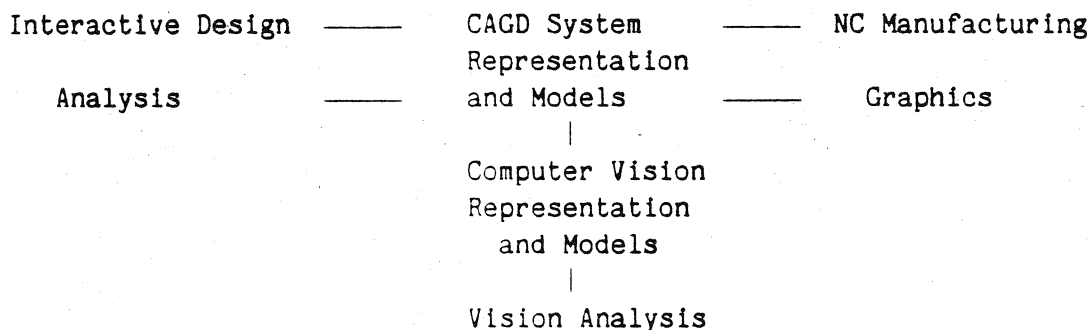 Interactive Design —— CAGD System —— NC Manufacturing
Representation
Analysis —— and Models —— Graphics
|
Computer Vision
Representation
and Models
|
Vision Analysis